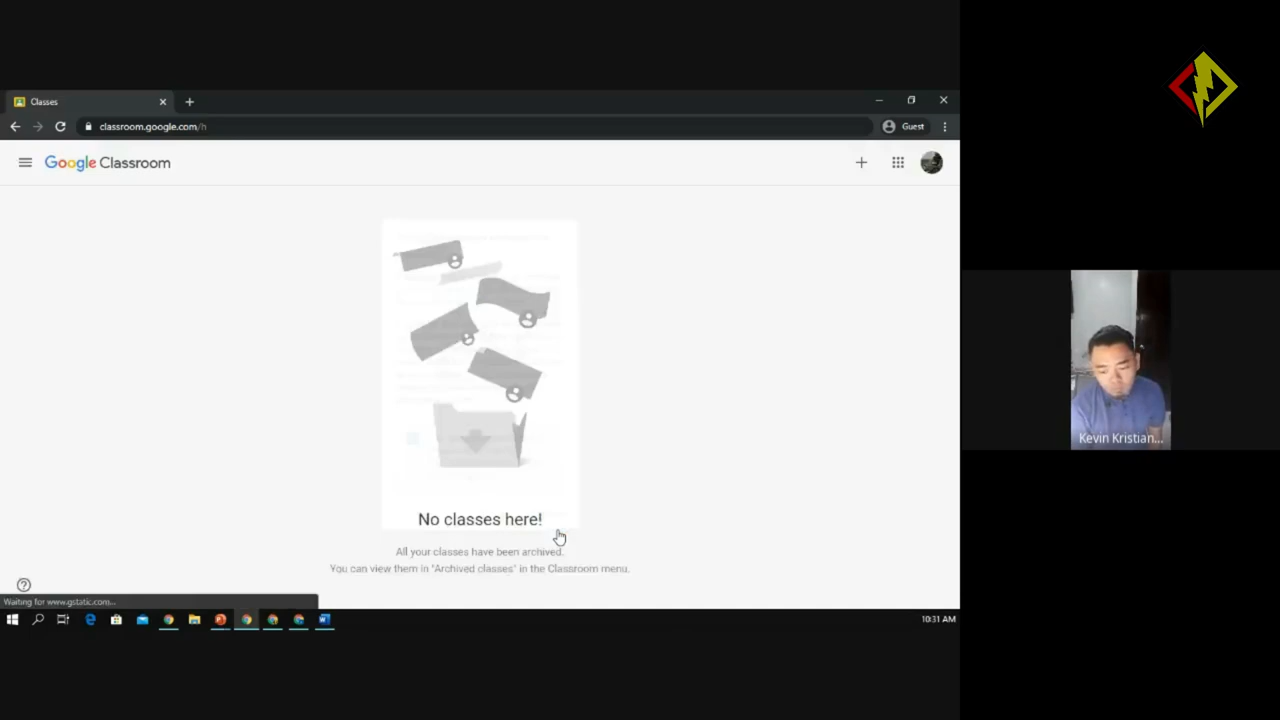 Classes
classroom.google.com/h
Guest
Google Classroom
No classes here!
All your classes have been archived.
You can view them in "Archived classes" in the Classroom menu.
Waiting for www.gstatic.com...
10:31 AM
Kevin Kristian...